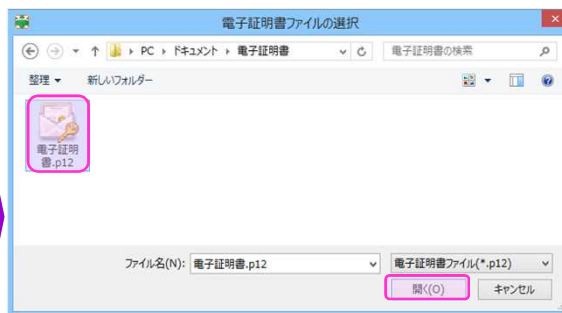 電子証明書ファイルの選択
PC ドキュメント 電子証明書
電子証明書の検索
整理 新しいフォルダー
電子証明
書.p12
ファイル名(N): 電子証明書.p12
電子証明書ファイル(*.p12)
開く(O) キャンセル